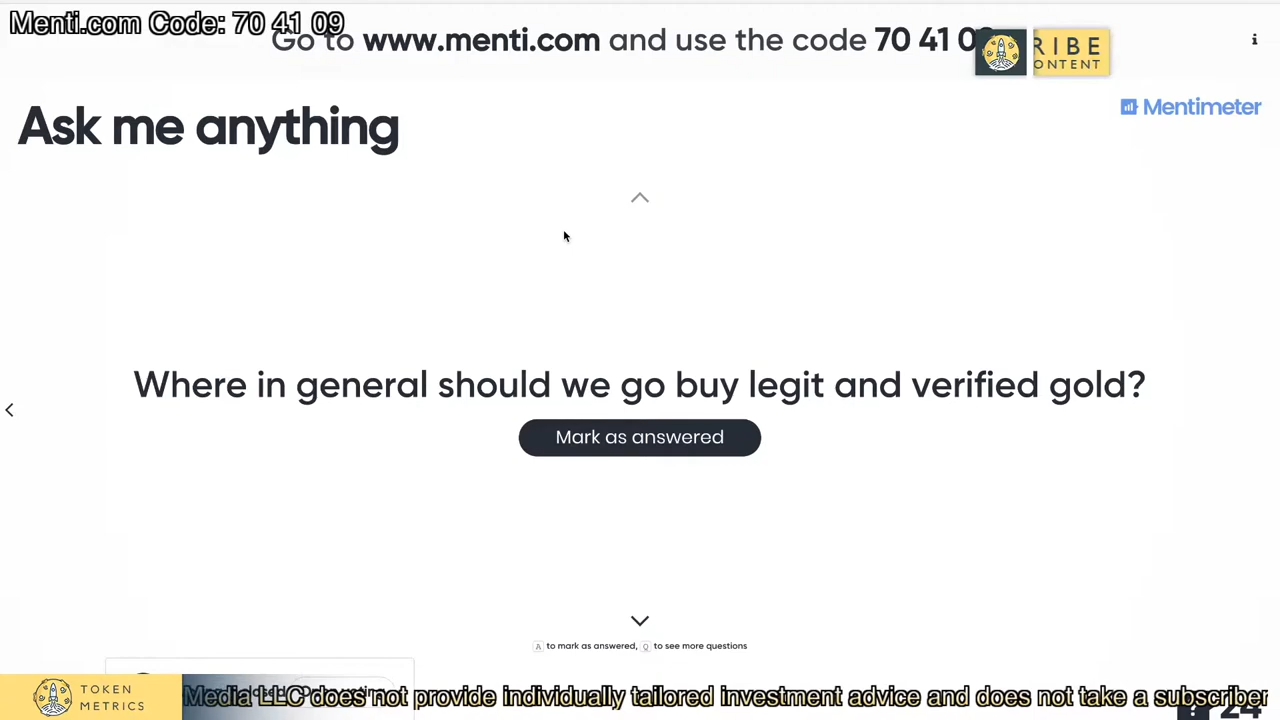 Menti.com Code: 70 41 09
Go to www.menti.com and use the code 70 41
RIBE
ONTENT
Mentimeter
Ask me anything
Where in general should we go buy legit and verified gold?
Mark as answered
A to mark as answered, Q to see more questions
TOKEN
METRICS
Media LLC does not provide individually tailored investment advice and does not take a subscriber